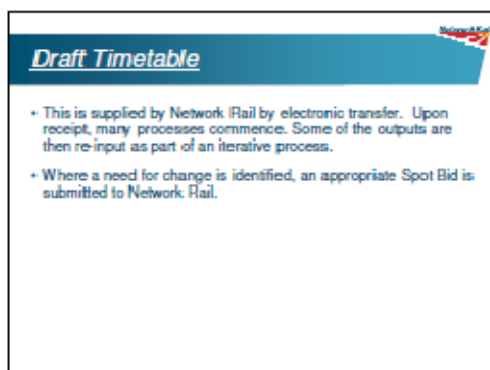 NetworkRail
Draft Timetable
• This is supplied by Network Rail by electronic transfer. Upon
receipt, many processes commence. Some of the outputs are
then re-input as part of an iterative process.
• Where a need for change is identified, an appropriate Spot Bid is
submitted to Network Rail.